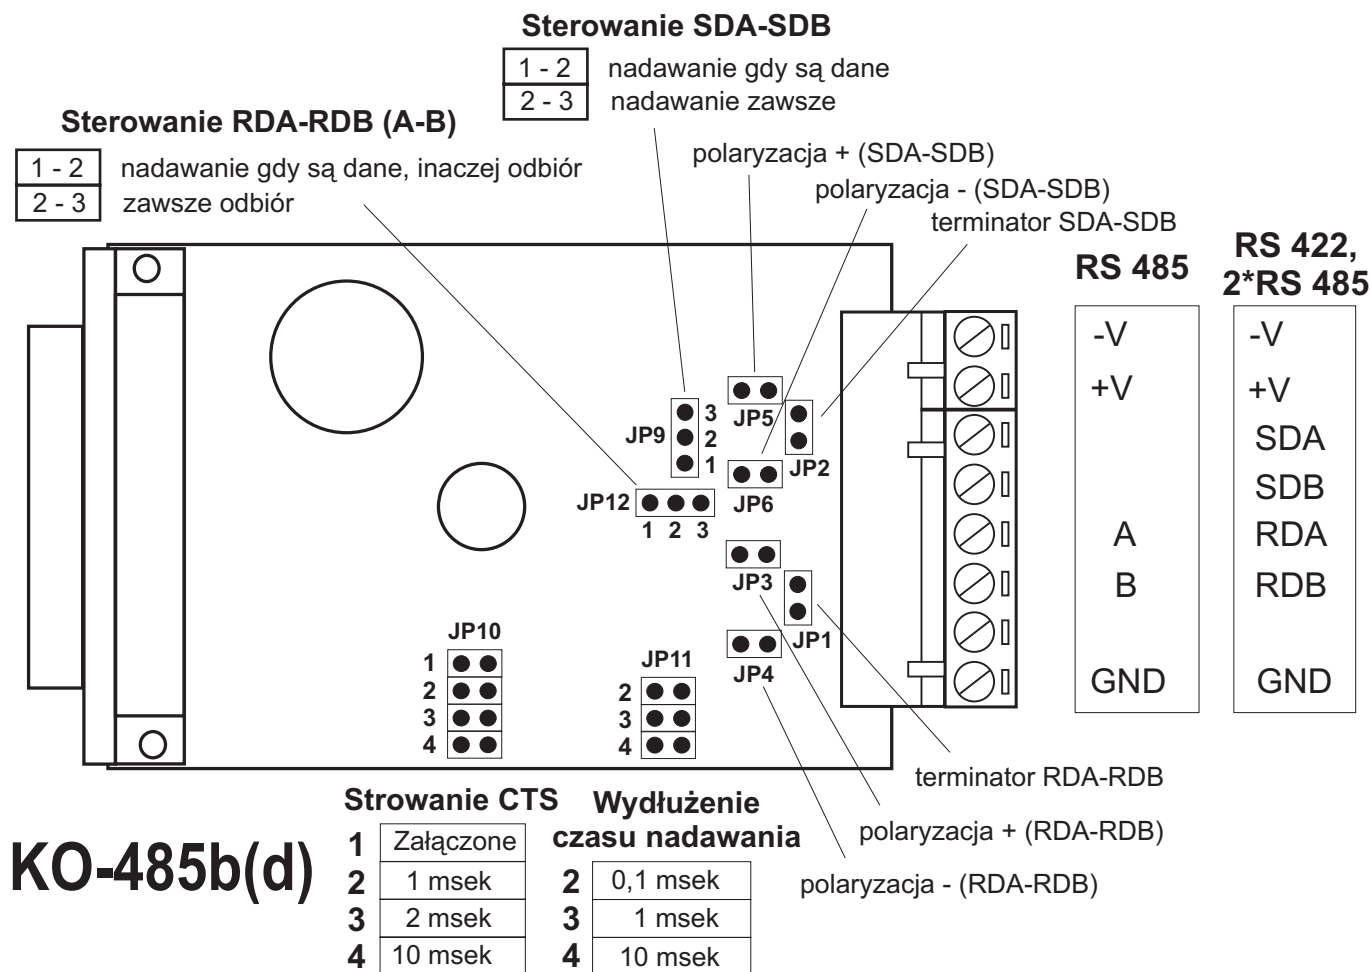 Sterowanie SDA-SDB
1 - 2 nadawanie gdy są dane
2 - 3 nadawanie zawsze
Sterowanie RDA-RDB (A-B)
1 - 2 nadawanie gdy są dane, inaczej odbiór
2 - 3 zawsze odbiór
polaryzacja + (SDA-SDB)
polaryzacja - (SDA-SDB)
terminator SDA-SDB
RS 485
-V
+V
A
B
GND
RS 422,
2*RS 485
-V
+V
SDA
SDB
RDA
RDB
GND
JP5
JP9
3
2
1
JP2
JP6
JP12
1 2 3
JP3
JP1
JP4
JP10
1
2
3
4
JP11
2
3
4
terminator RDA-RDB
polaryzacja + (RDA-RDB)
polaryzacja - (RDA-RDB)
KO-485b(d)
Strowanie CTS
1 Załączone
2 1 msek
3 2 msek
4 10 msek
Wydłużenie
czasu nadawania
2 0,1 msek
3 1 msek
4 10 msek